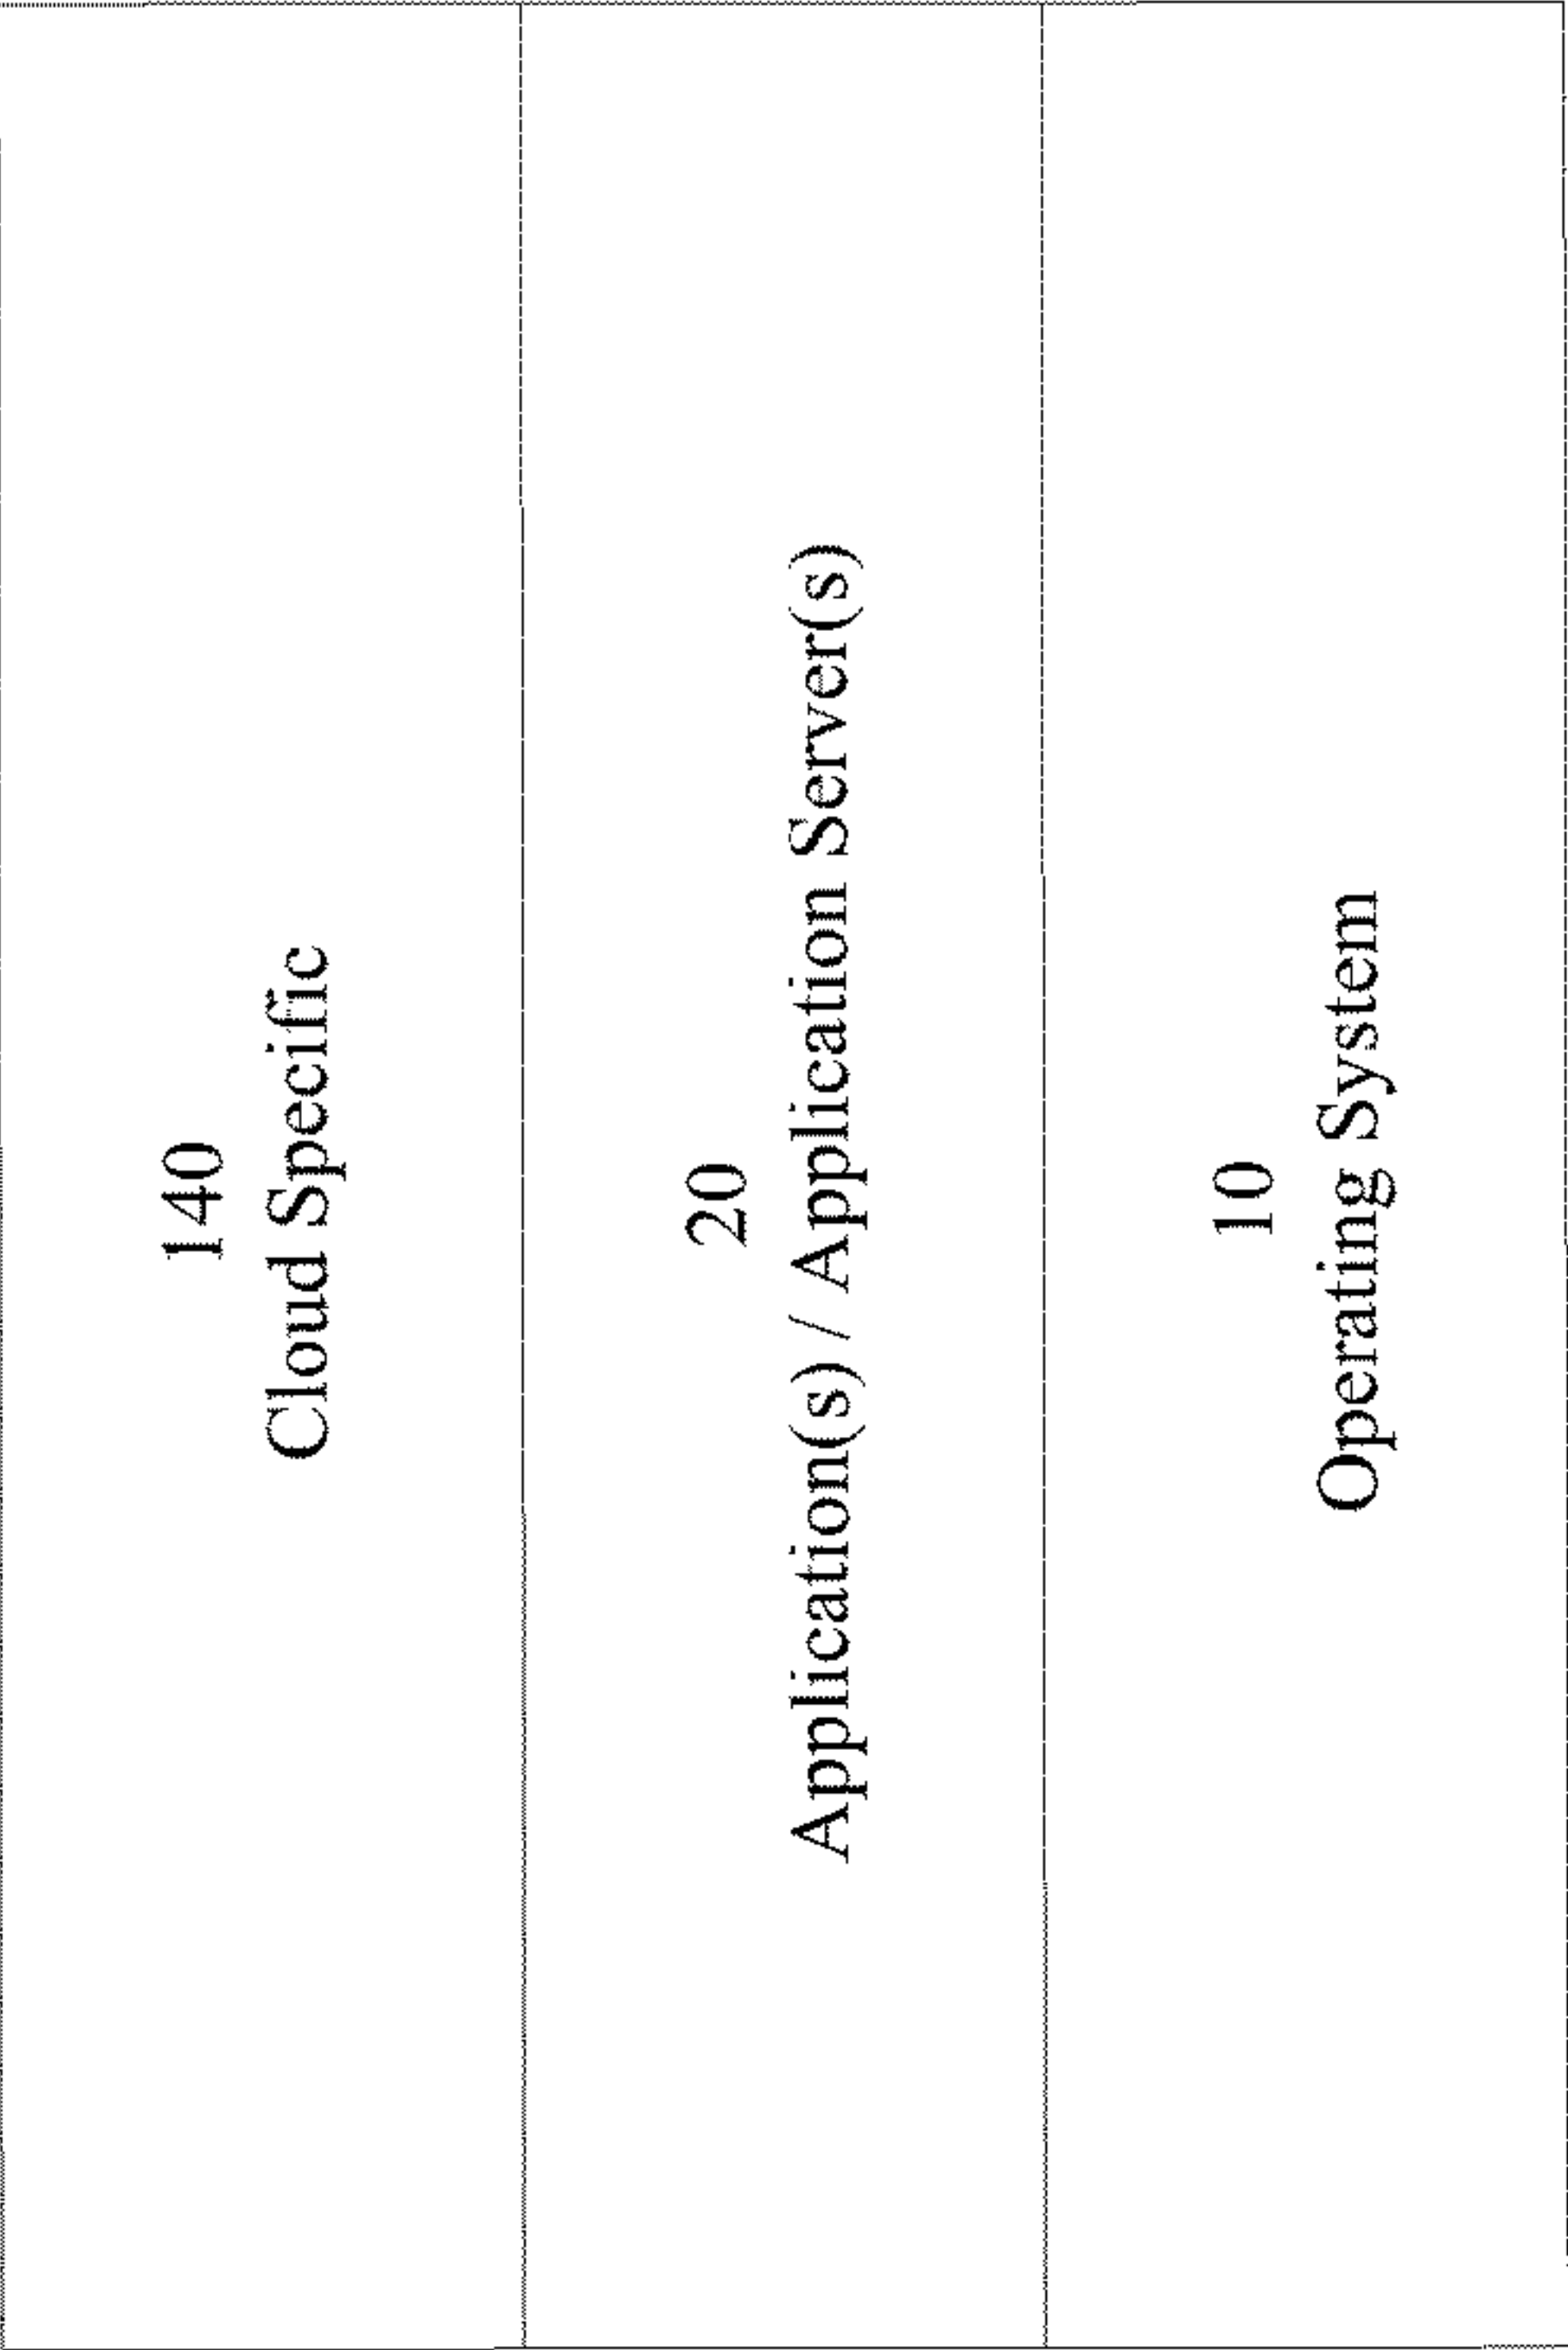 140
Cloud Specific
20
Application(s) / Application Server(s)
10
Operating System